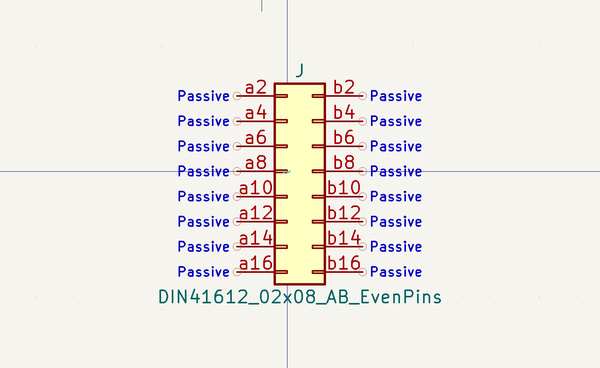 J
Passive a2 b2 Passive
Passive a4 b4 Passive
Passive a6 b6 Passive
Passive a8 b8 Passive
Passive a10 b10 Passive
Passive a12 b12 Passive
Passive a14 b14 Passive
Passive a16 b16 Passive
DIN41612_02x08_AB_EvenPins